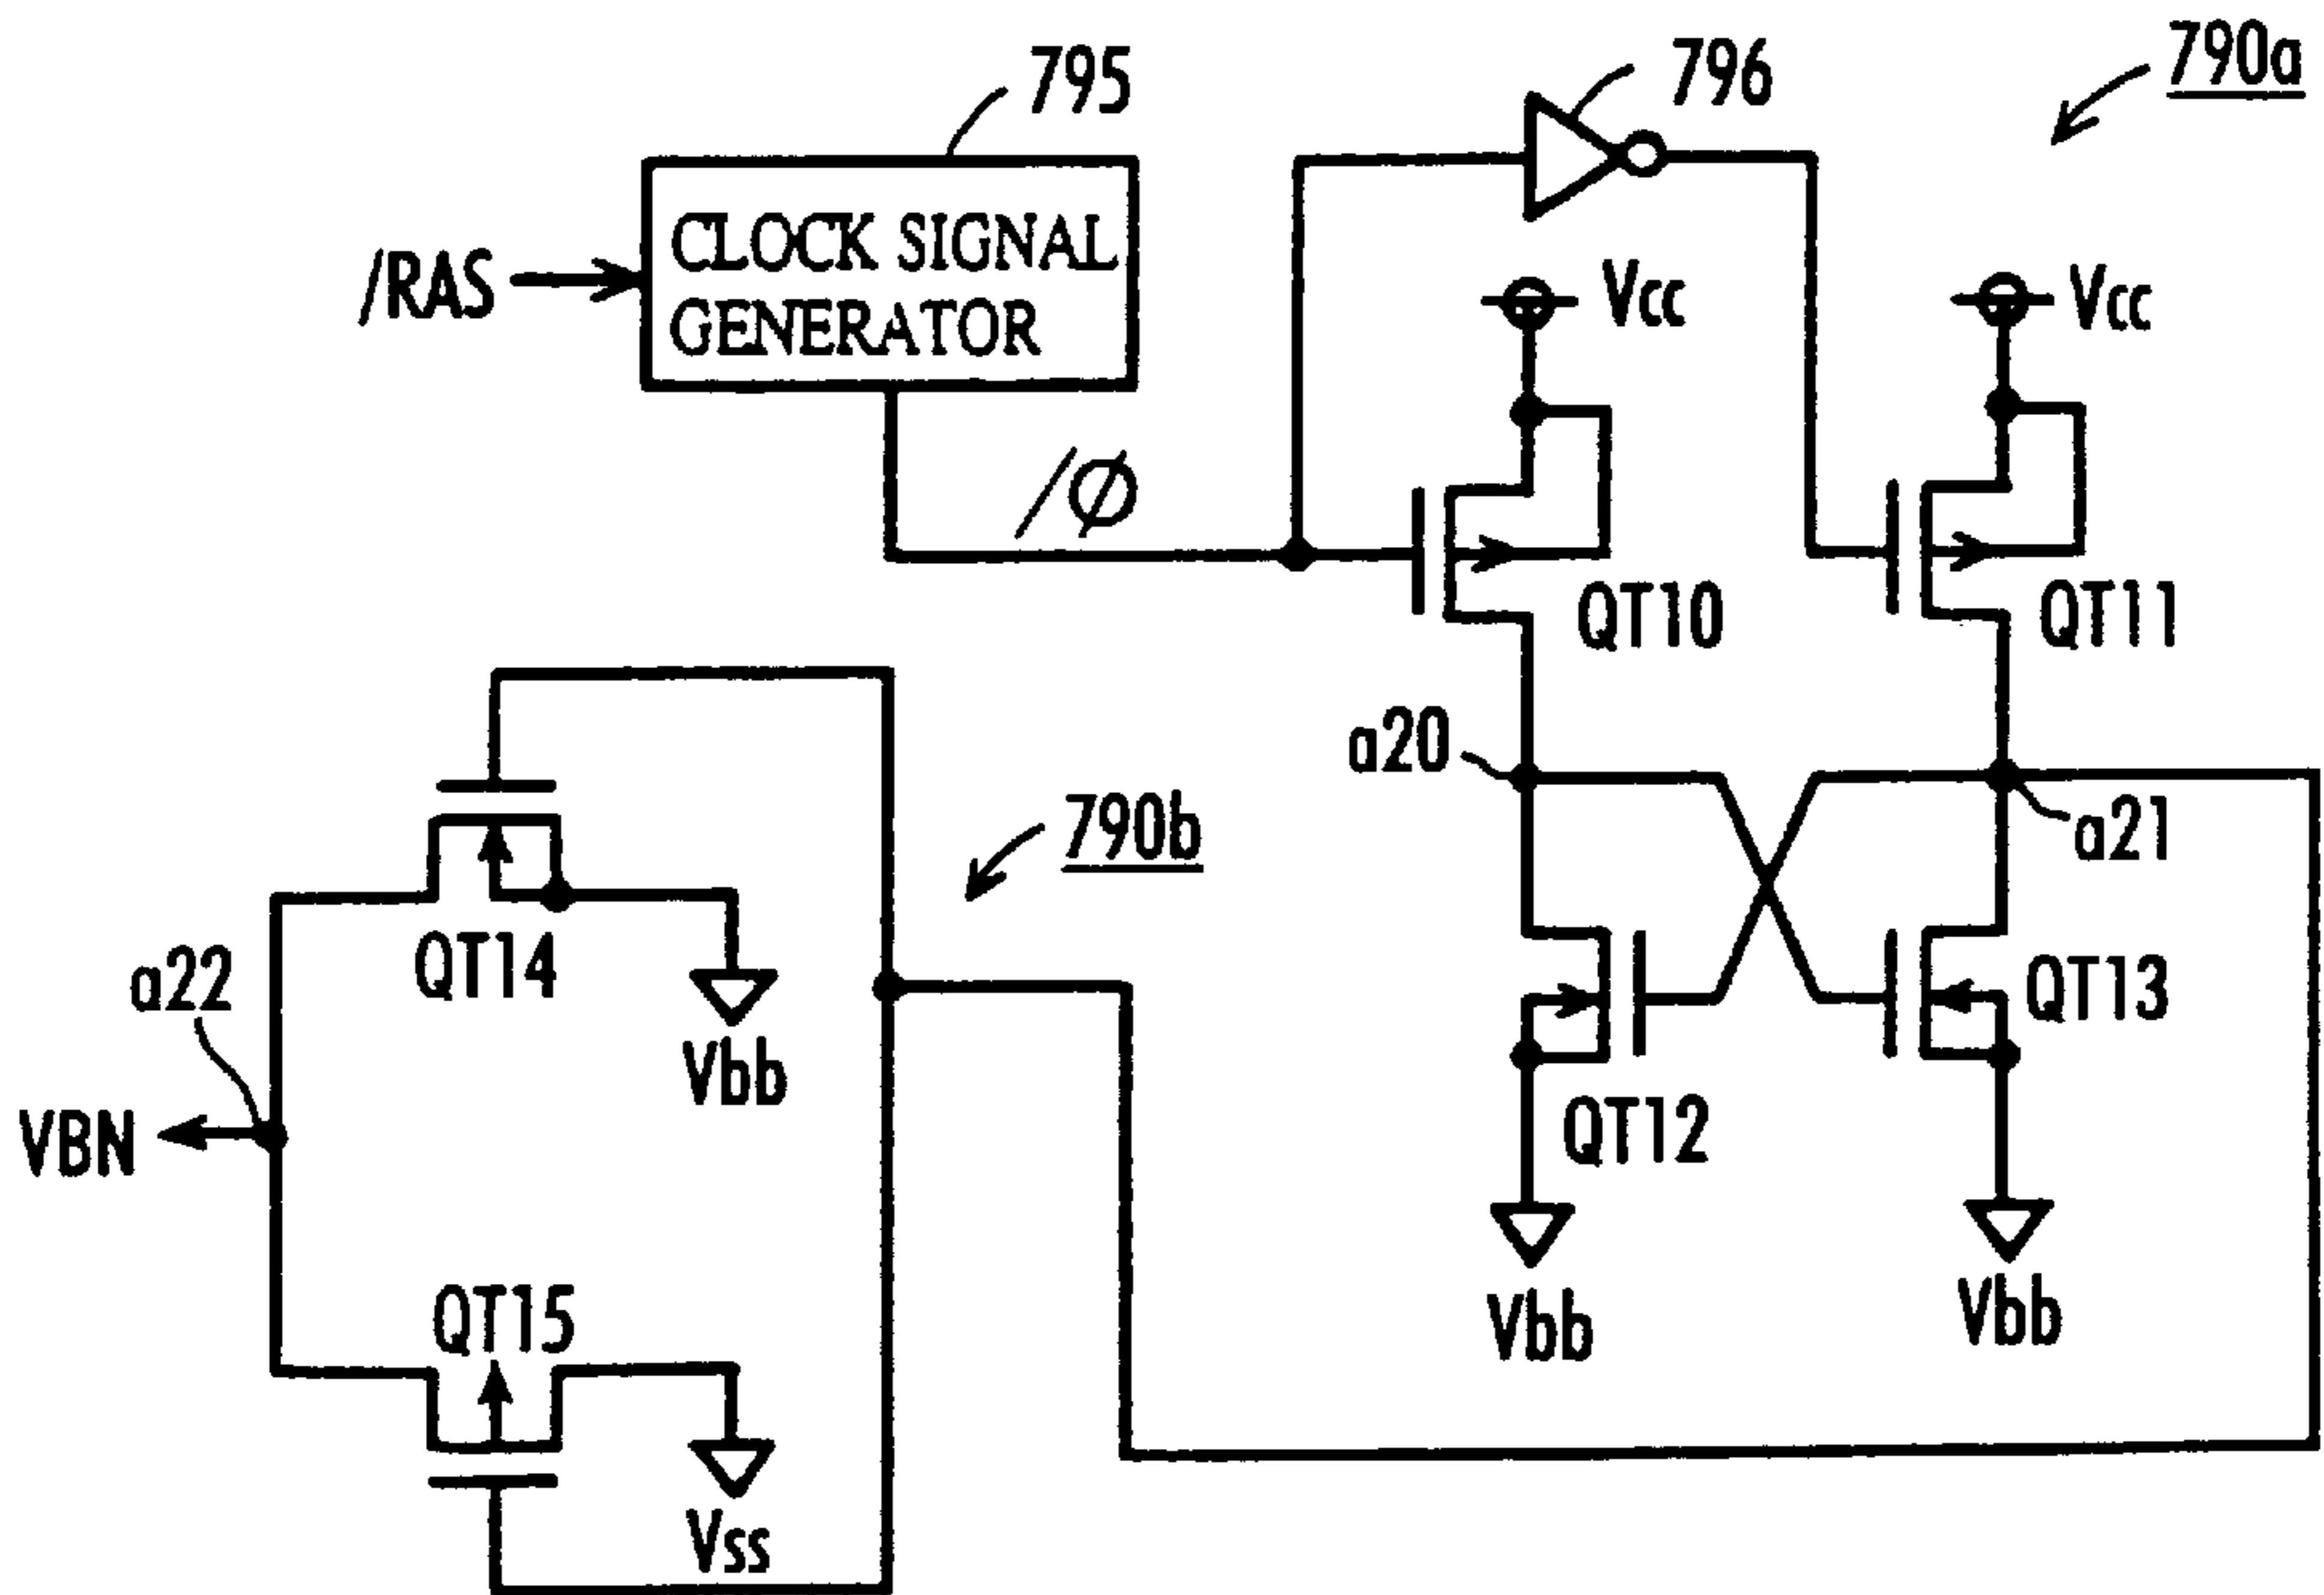 795
796
790a
CLOCK SIGNAL
GENERATOR
/RAS
Vcc
Vcc
/Ø
QT10
QT11
a20
a21
790b
QT14
a22
Vbb
QT13
VBN
QT12
QT15
Vbb
Vbb
Vss